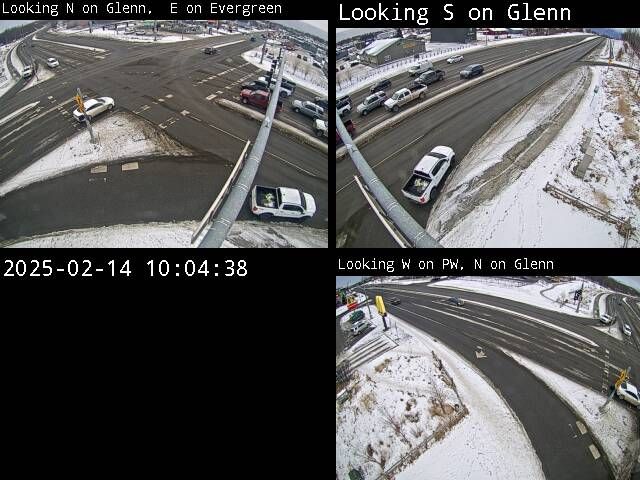 Looking N on Glenn,  E on Evergreen
Looking S on Glenn
2025-02-14 10:04:38
Looking W on PW, N on Glenn